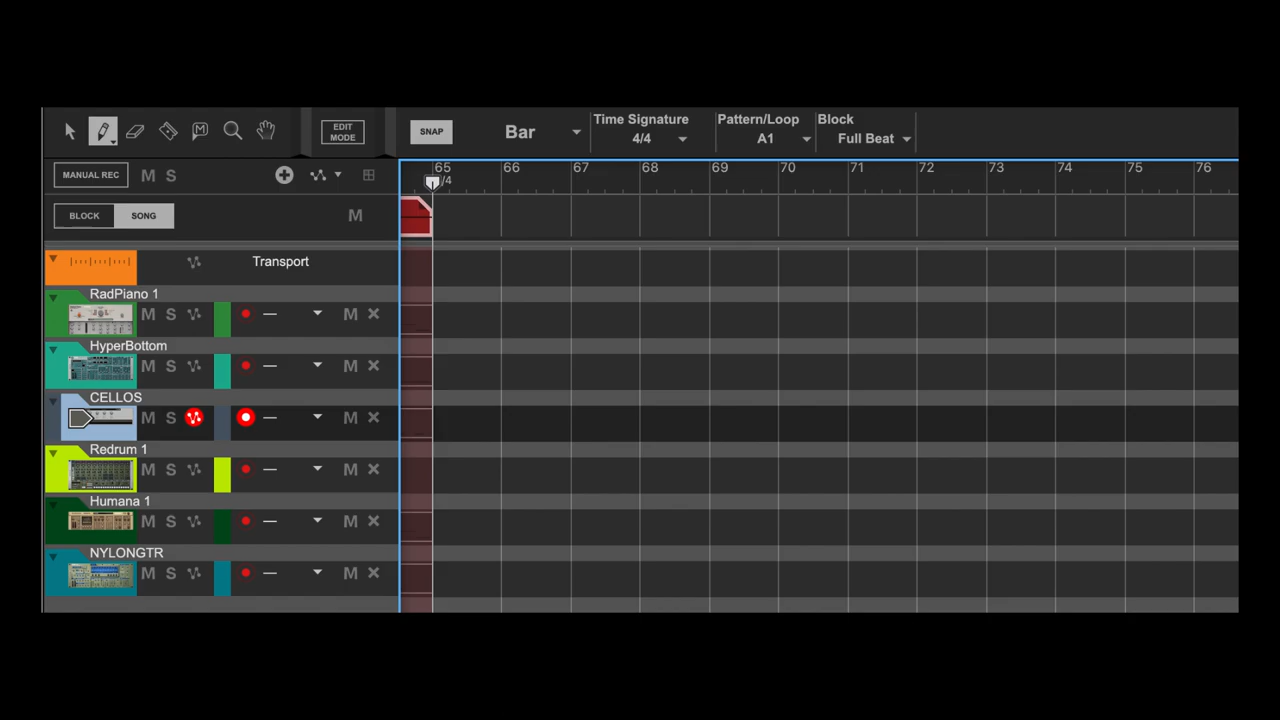 EDIT MODE SNAP Bar Time Signature 4/4 Pattern/Loop A1 Block Full Beat
MANUAL REC M S 65 66 67 68 69 70 71 72 73 74 75 76
/4
BLOCK SONG M
Transport
RadPiano 1
M S M
HyperBottom
M S M
CELLOS
M S M
Redrum 1
M S M
Humana 1
M S M
NYLONGTR
M S M